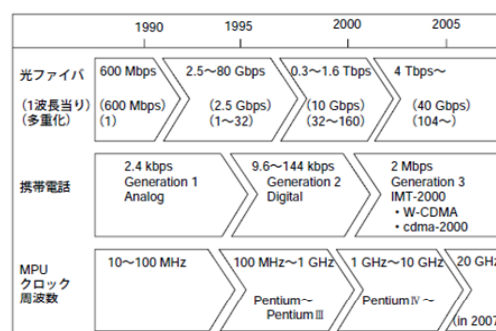 1990 1995 2000 2005
光ファイバ 600 Mbps 2.5～80 Gbps 0.3～1.6 Tbps 4 Tbps～
(1波長当り) (600 Mbps) (2.5 Gbps) (10 Gbps) (40 Gbps)
(多重化) (1) (1～32) (32～160) (104～)
携帯電話
2.4 kbps
Generation 1
Analog
9.6～144 kbps
Generation 2
Digital
2 Mbps
Generation 3
IMT-2000
・W-CDMA
・cdma-2000
MPU
クロック
周波数
10～100 MHz
100 MHz～1 GHz
Pentium～
PentiumⅢ
1 GHz～10 GHz
PentiumⅣ～
20 GHz
(in 2007